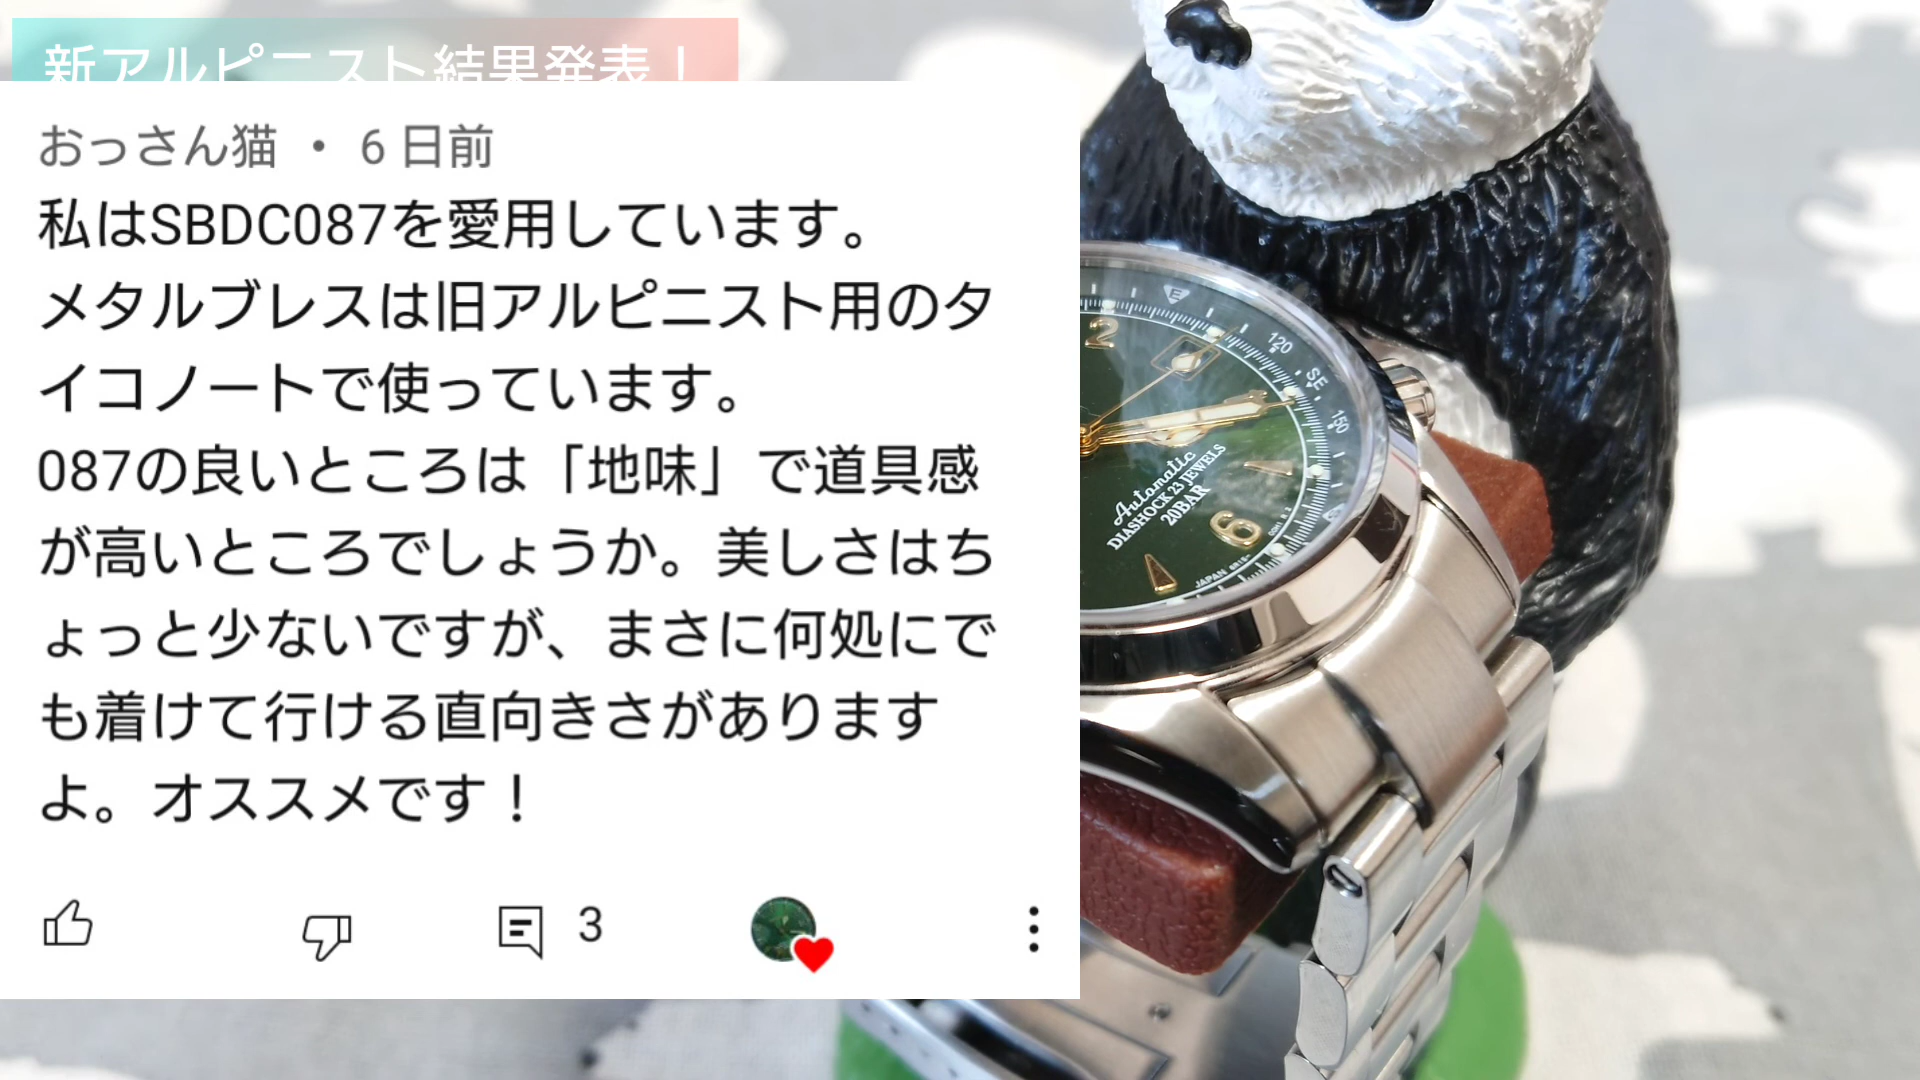 新アルピニスト結果発表！
おっさん猫 ・ 6 日前
私はSBDC087を愛用しています。
メタルブレスは旧アルピニスト用のタ
イコノートで使っています。
087の良いところは「地味」で道具感
が高いところでしょうか。美しさはち
ょっと少ないですが、まさに何処にで
も着けて行ける直向きさがあります
よ。オススメです！
3
E
120
SE
150
S
2
6
Automatic
DIASHOCK 23 JEWELS
20BAR
JAPAN